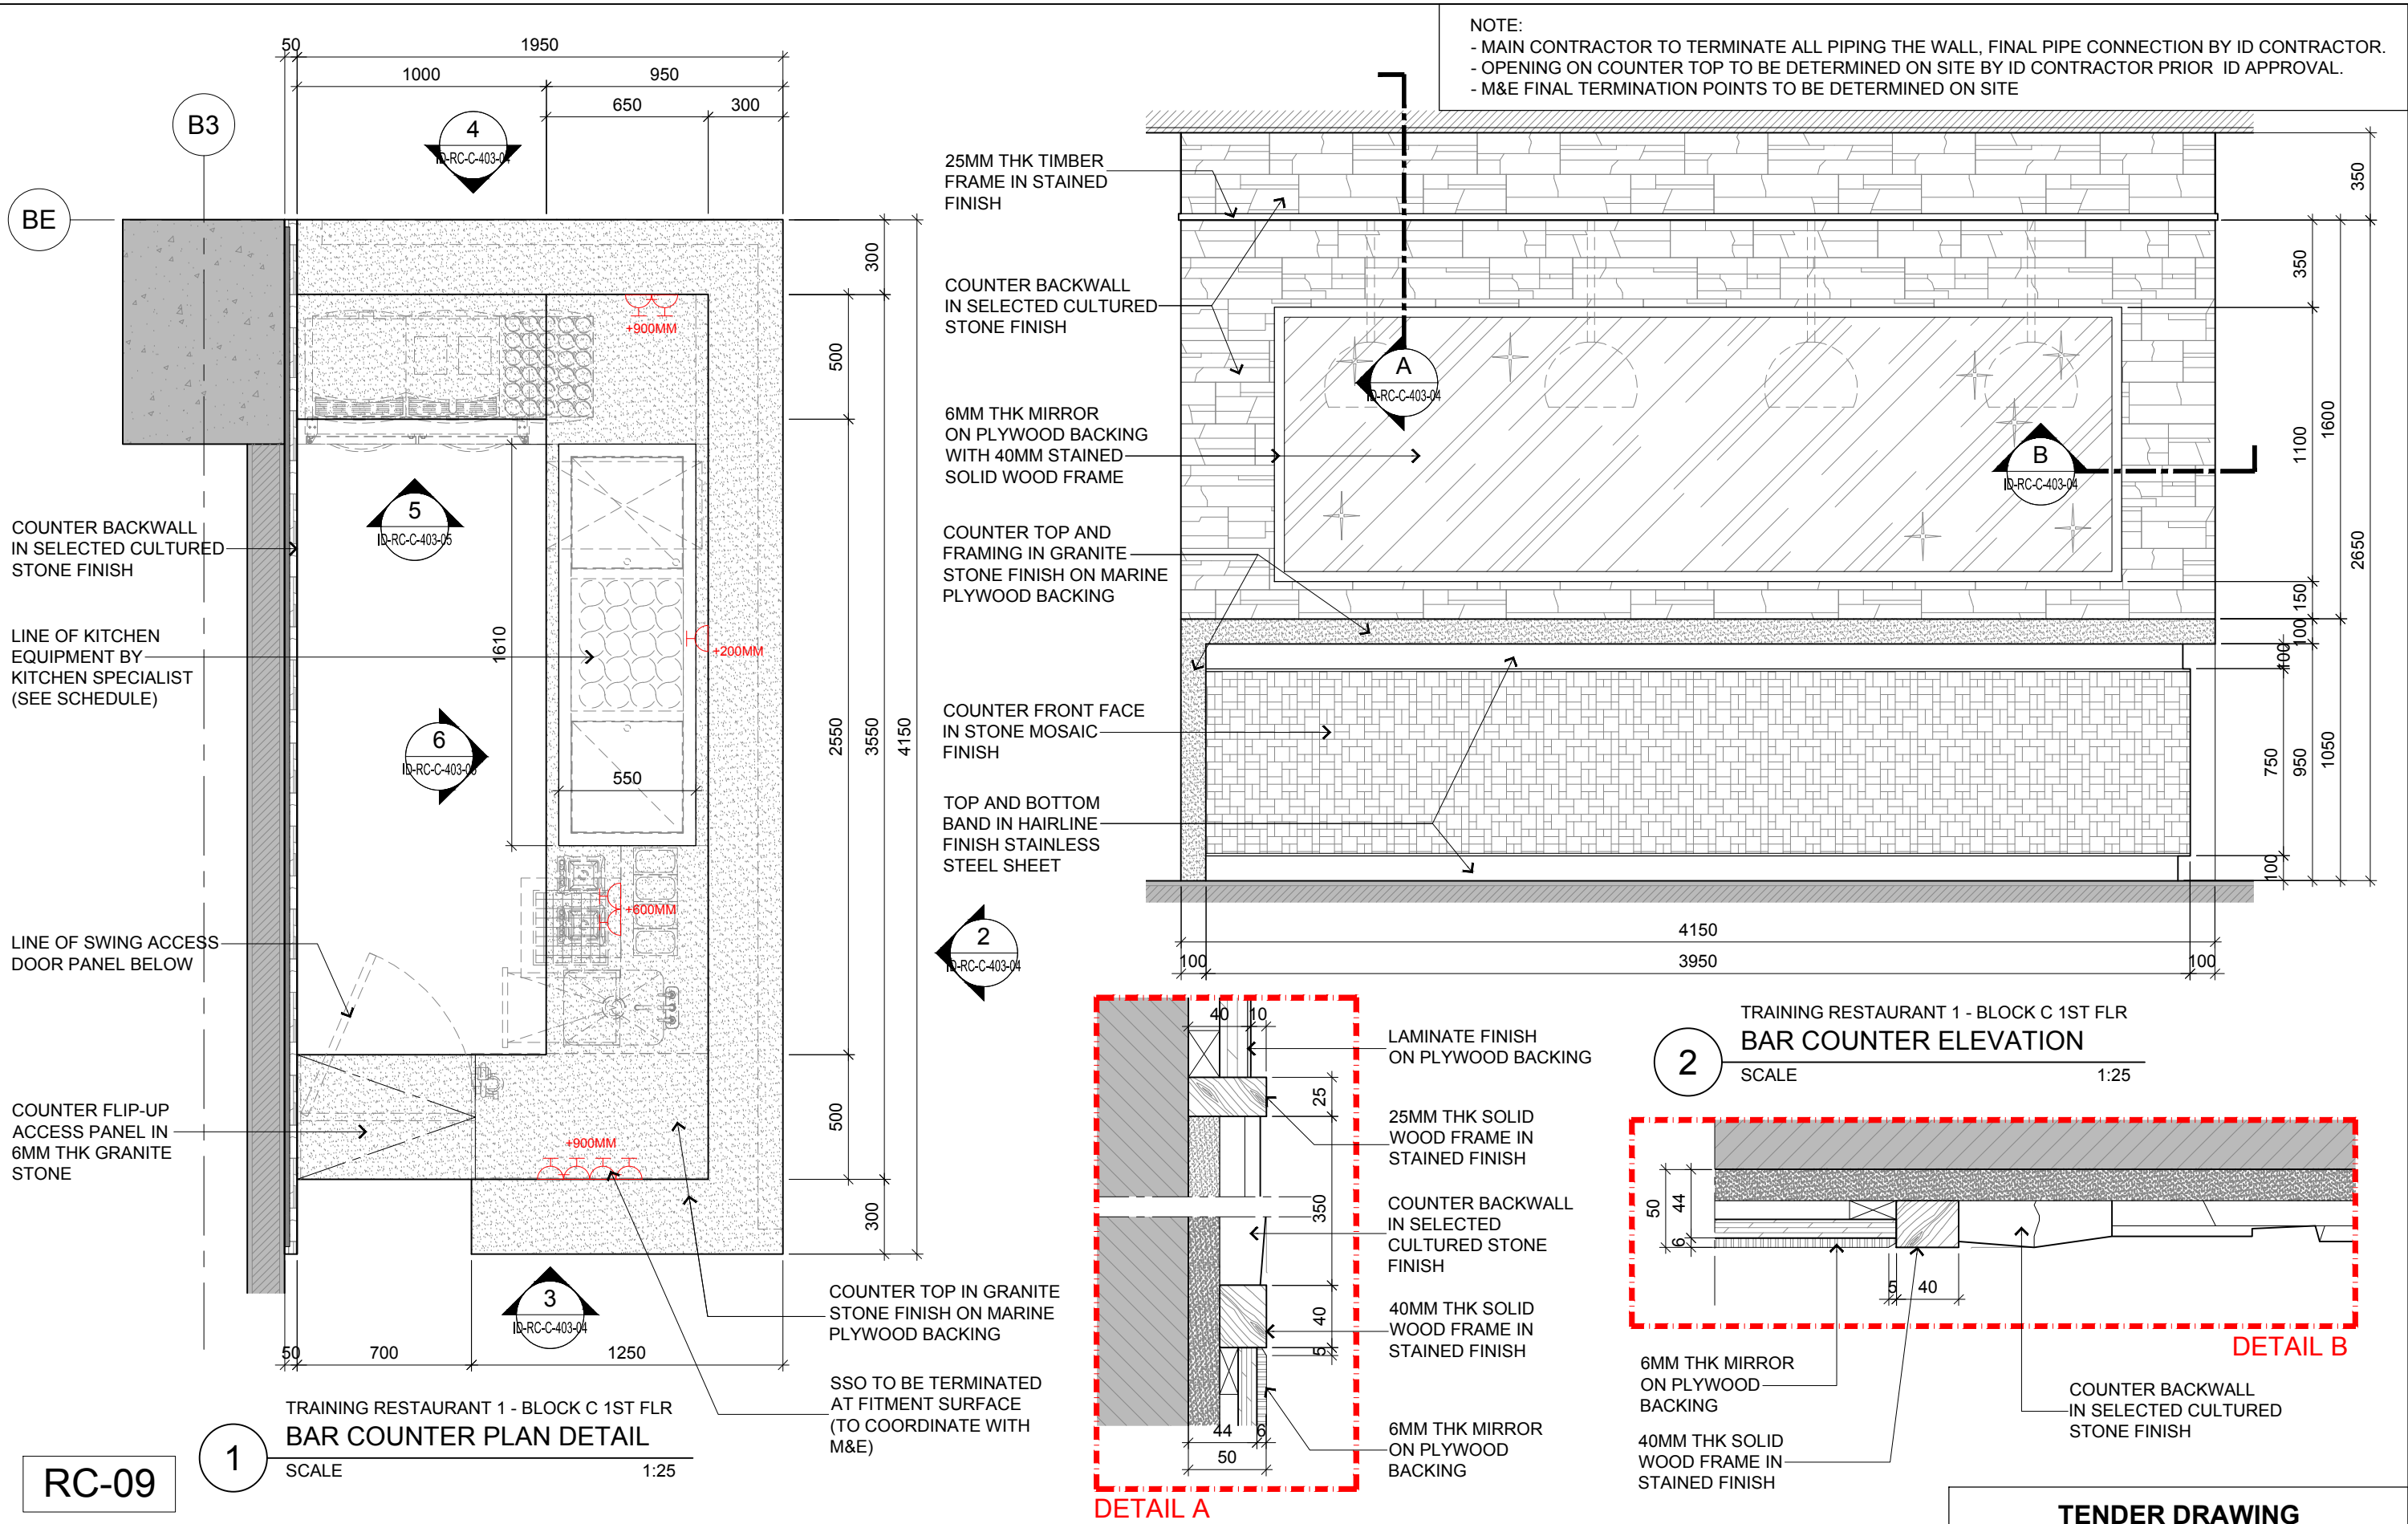 NOTE:
- MAIN CONTRACTOR TO TERMINATE ALL PIPING THE WALL, FINAL PIPE CONNECTION BY ID CONTRACTOR.
- OPENING ON COUNTER TOP TO BE DETERMINED ON SITE BY ID CONTRACTOR PRIOR ID APPROVAL.
- M&E FINAL TERMINATION POINTS TO BE DETERMINED ON SITE
50
1950
1000
950
650
300
B3
BE
4
ID-RC-C-403-04
300
500
2550
3550
4150
500
300
+900MM
5
ID-RC-C-403-05
1610
+200MM
6
550
+600MM
+900MM
COUNTER BACKWALL
IN SELECTED CULTURED
STONE FINISH
LINE OF KITCHEN
EQUIPMENT BY
KITCHEN SPECIALIST
(SEE SCHEDULE)
LINE OF SWING ACCESS
DOOR PANEL BELOW
COUNTER FLIP-UP
ACCESS PANEL IN
6MM THK GRANITE
STONE
3
ID-RC-C-403-04
50
700
1250
COUNTER TOP IN GRANITE
STONE FINISH ON MARINE
PLYWOOD BACKING
SSO TO BE TERMINATED
AT FITMENT SURFACE
(TO COORDINATE WITH
M&E)
1
TRAINING RESTAURANT 1 - BLOCK C 1ST FLR
BAR COUNTER PLAN DETAIL
SCALE 1:25
RC-09
25MM THK TIMBER
FRAME IN STAINED
FINISH
COUNTER BACKWALL
IN SELECTED CULTURED
STONE FINISH
6MM THK MIRROR
ON PLYWOOD BACKING
WITH 40MM STAINED
SOLID WOOD FRAME
COUNTER TOP AND
FRAMING IN GRANITE
STONE FINISH ON MARINE
PLYWOOD BACKING
COUNTER FRONT FACE
IN STONE MOSAIC
FINISH
TOP AND BOTTOM
BAND IN HAIRLINE
FINISH STAINLESS
STEEL SHEET
2
ID-RC-C-403-04
A
ID-RC-C-403-04
B
ID-RC-C-403-04
350
350
1100
1600
150
2650
100
100
750
950
1050
100
4150
100
3950
100
2
TRAINING RESTAURANT 1 - BLOCK C 1ST FLR
BAR COUNTER ELEVATION
SCALE 1:25
40
10
25
350
40
5
44
6
50
LAMINATE FINISH
ON PLYWOOD BACKING
25MM THK SOLID
WOOD FRAME IN
STAINED FINISH
COUNTER BACKWALL
IN SELECTED
CULTURED STONE
FINISH
40MM THK SOLID
WOOD FRAME IN
STAINED FINISH
6MM THK MIRROR
ON PLYWOOD
BACKING
DETAIL A
50
44
6
5
40
DETAIL B
6MM THK MIRROR
ON PLYWOOD
BACKING
40MM THK SOLID
WOOD FRAME IN
STAINED FINISH
COUNTER BACKWALL
IN SELECTED CULTURED
STONE FINISH
TENDER DRAWING